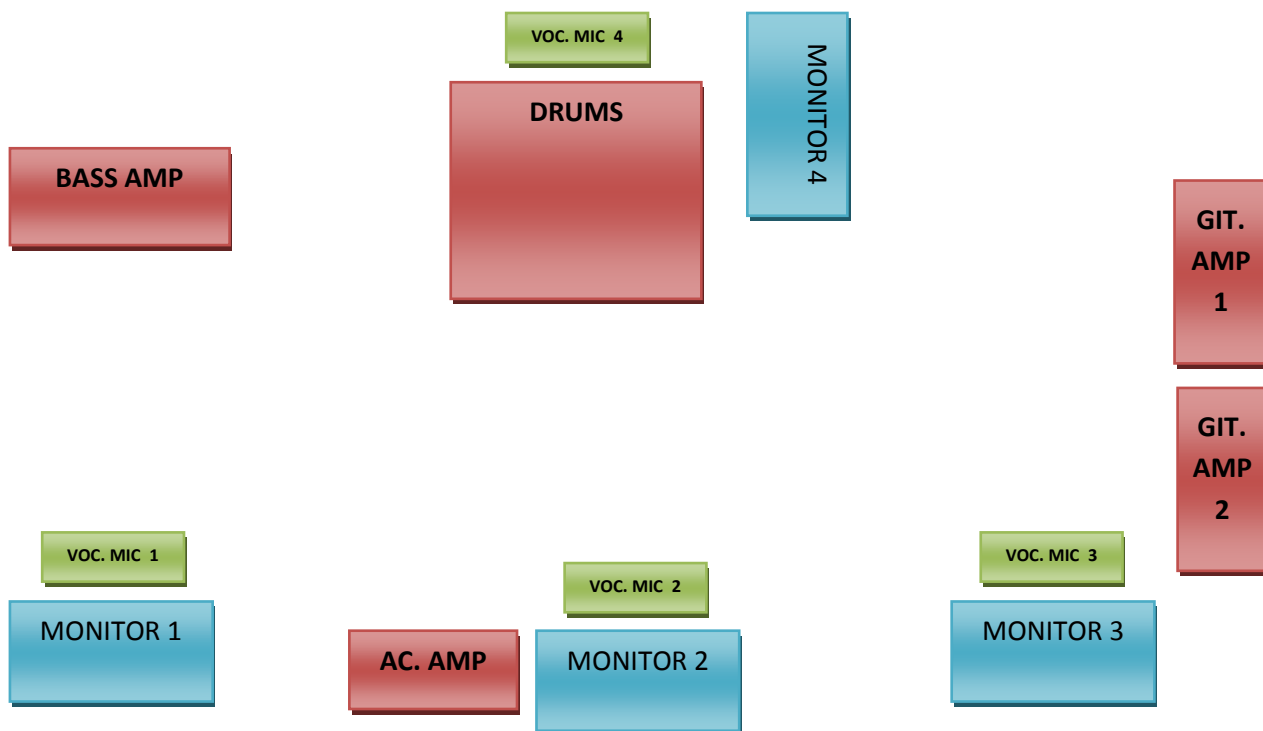 VOC. MIC 4
MONITOR 4
DRUMS
BASS AMP
GIT.
AMP
1
GIT.
AMP
2
VOC. MIC 1
VOC. MIC 2
VOC. MIC 3
MONITOR 1
AC. AMP
MONITOR 2
MONITOR 3